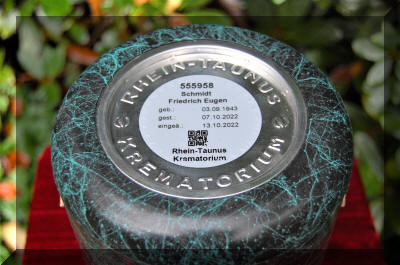 RHEIN-TAUNUS
555958
Schmidt
Friedrich Eugen
geb.: 03.09.1943
gest.: 07.10.2022
eingeä.: 13.10.2022
Rhein-Taunus
Krematorium
KREMATORIUM